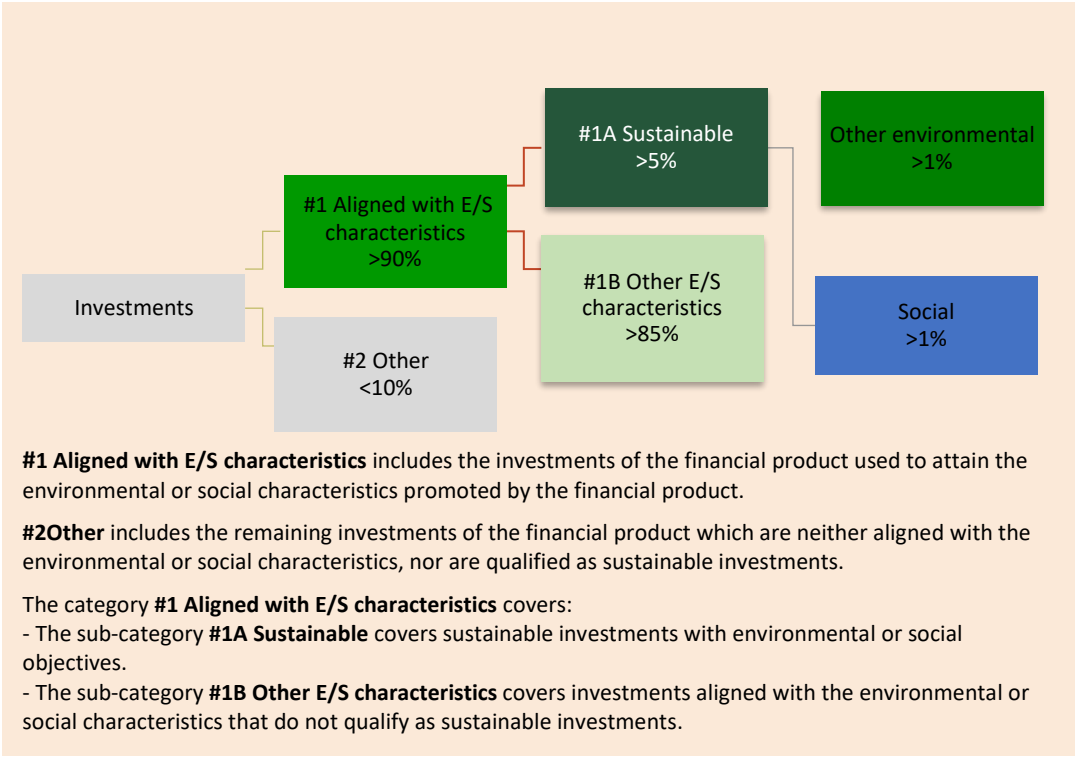 #1A Sustainable
>5%
Other environmental
>1%
#1 Aligned with E/S
characteristics
>90%
#1B Other E/S
characteristics
>85%
Investments
Social
>1%
#2 Other
<10%
#1 Aligned with E/S characteristics includes the investments of the financial product used to attain the
environmental or social characteristics promoted by the financial product.
#2Other includes the remaining investments of the financial product which are neither aligned with the
environmental or social characteristics, nor are qualified as sustainable investments.
The category #1 Aligned with E/S characteristics covers:
- The sub-category #1A Sustainable covers sustainable investments with environmental or social
objectives.
- The sub-category #1B Other E/S characteristics covers investments aligned with the environmental or
social characteristics that do not qualify as sustainable investments.